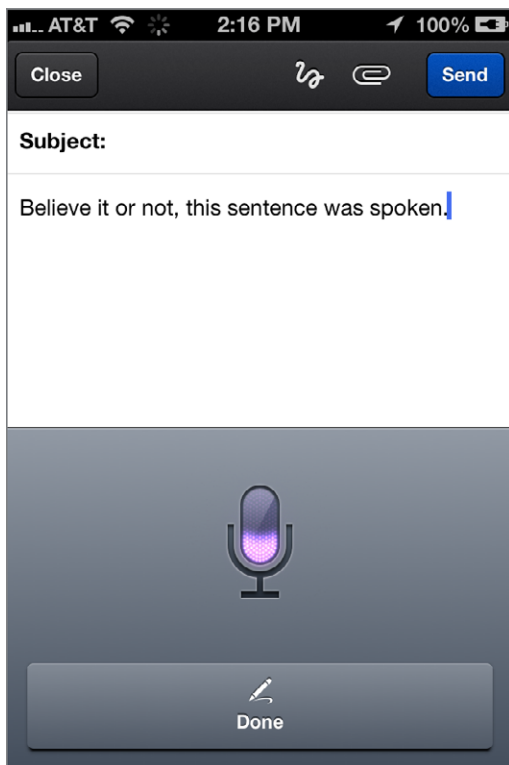 AT&T 2:16 PM 100%
Close Send
Subject:
Believe it or not, this sentence was spoken.
Done